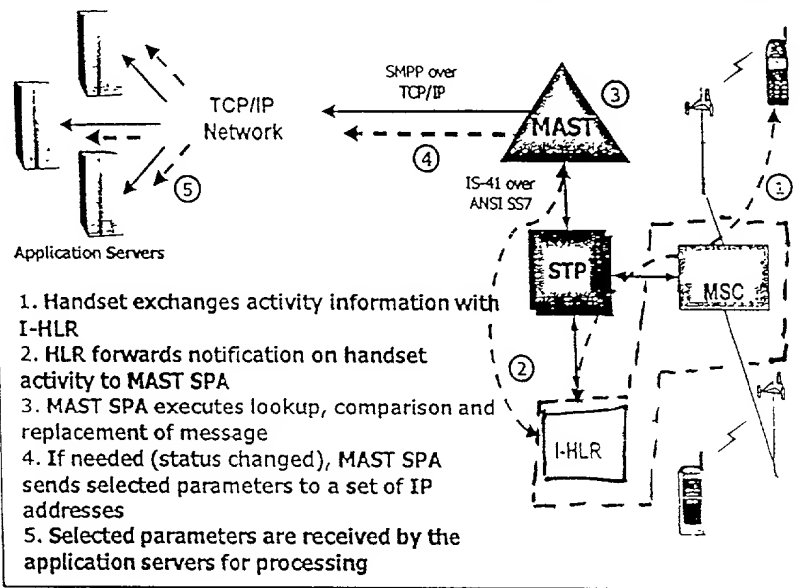 SMPP over
TCP/IP
③
TCP/IP
Network
MAST
④
①
⑤
IS-41 over
ANSI SS7
Application Servers
STP
MSC
1. Handset exchanges activity information with
I-HLR
2. HLR forwards notification on handset
activity to MAST SPA
②
3. MAST SPA executes lookup, comparison and
replacement of message
I-HLR
4. If needed (status changed), MAST SPA
sends selected parameters to a set of IP
addresses
5. Selected parameters are received by the
application servers for processing